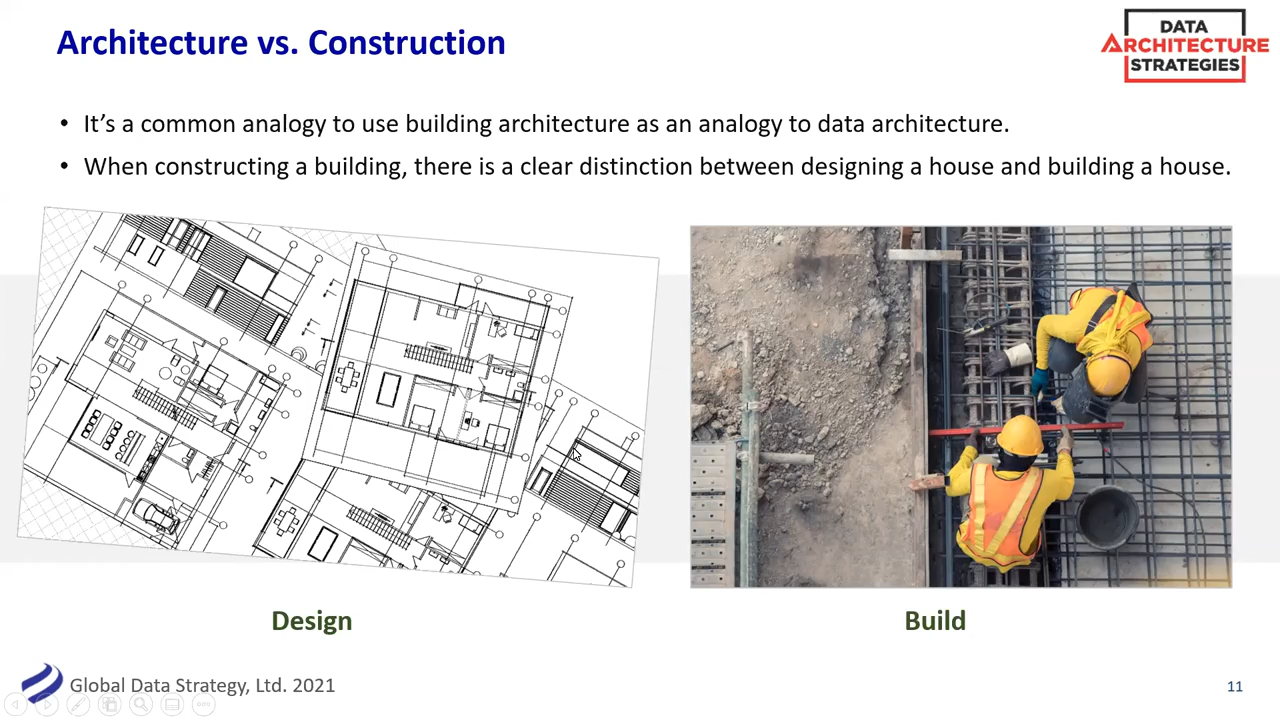 Architecture vs. Construction
DATA
ARCHITECTURE
STRATEGIES
• It's a common analogy to use building architecture as an analogy to data architecture.
• When constructing a building, there is a clear distinction between designing a house and building a house.
Design
Build
Global Data Strategy, Ltd. 2021
11